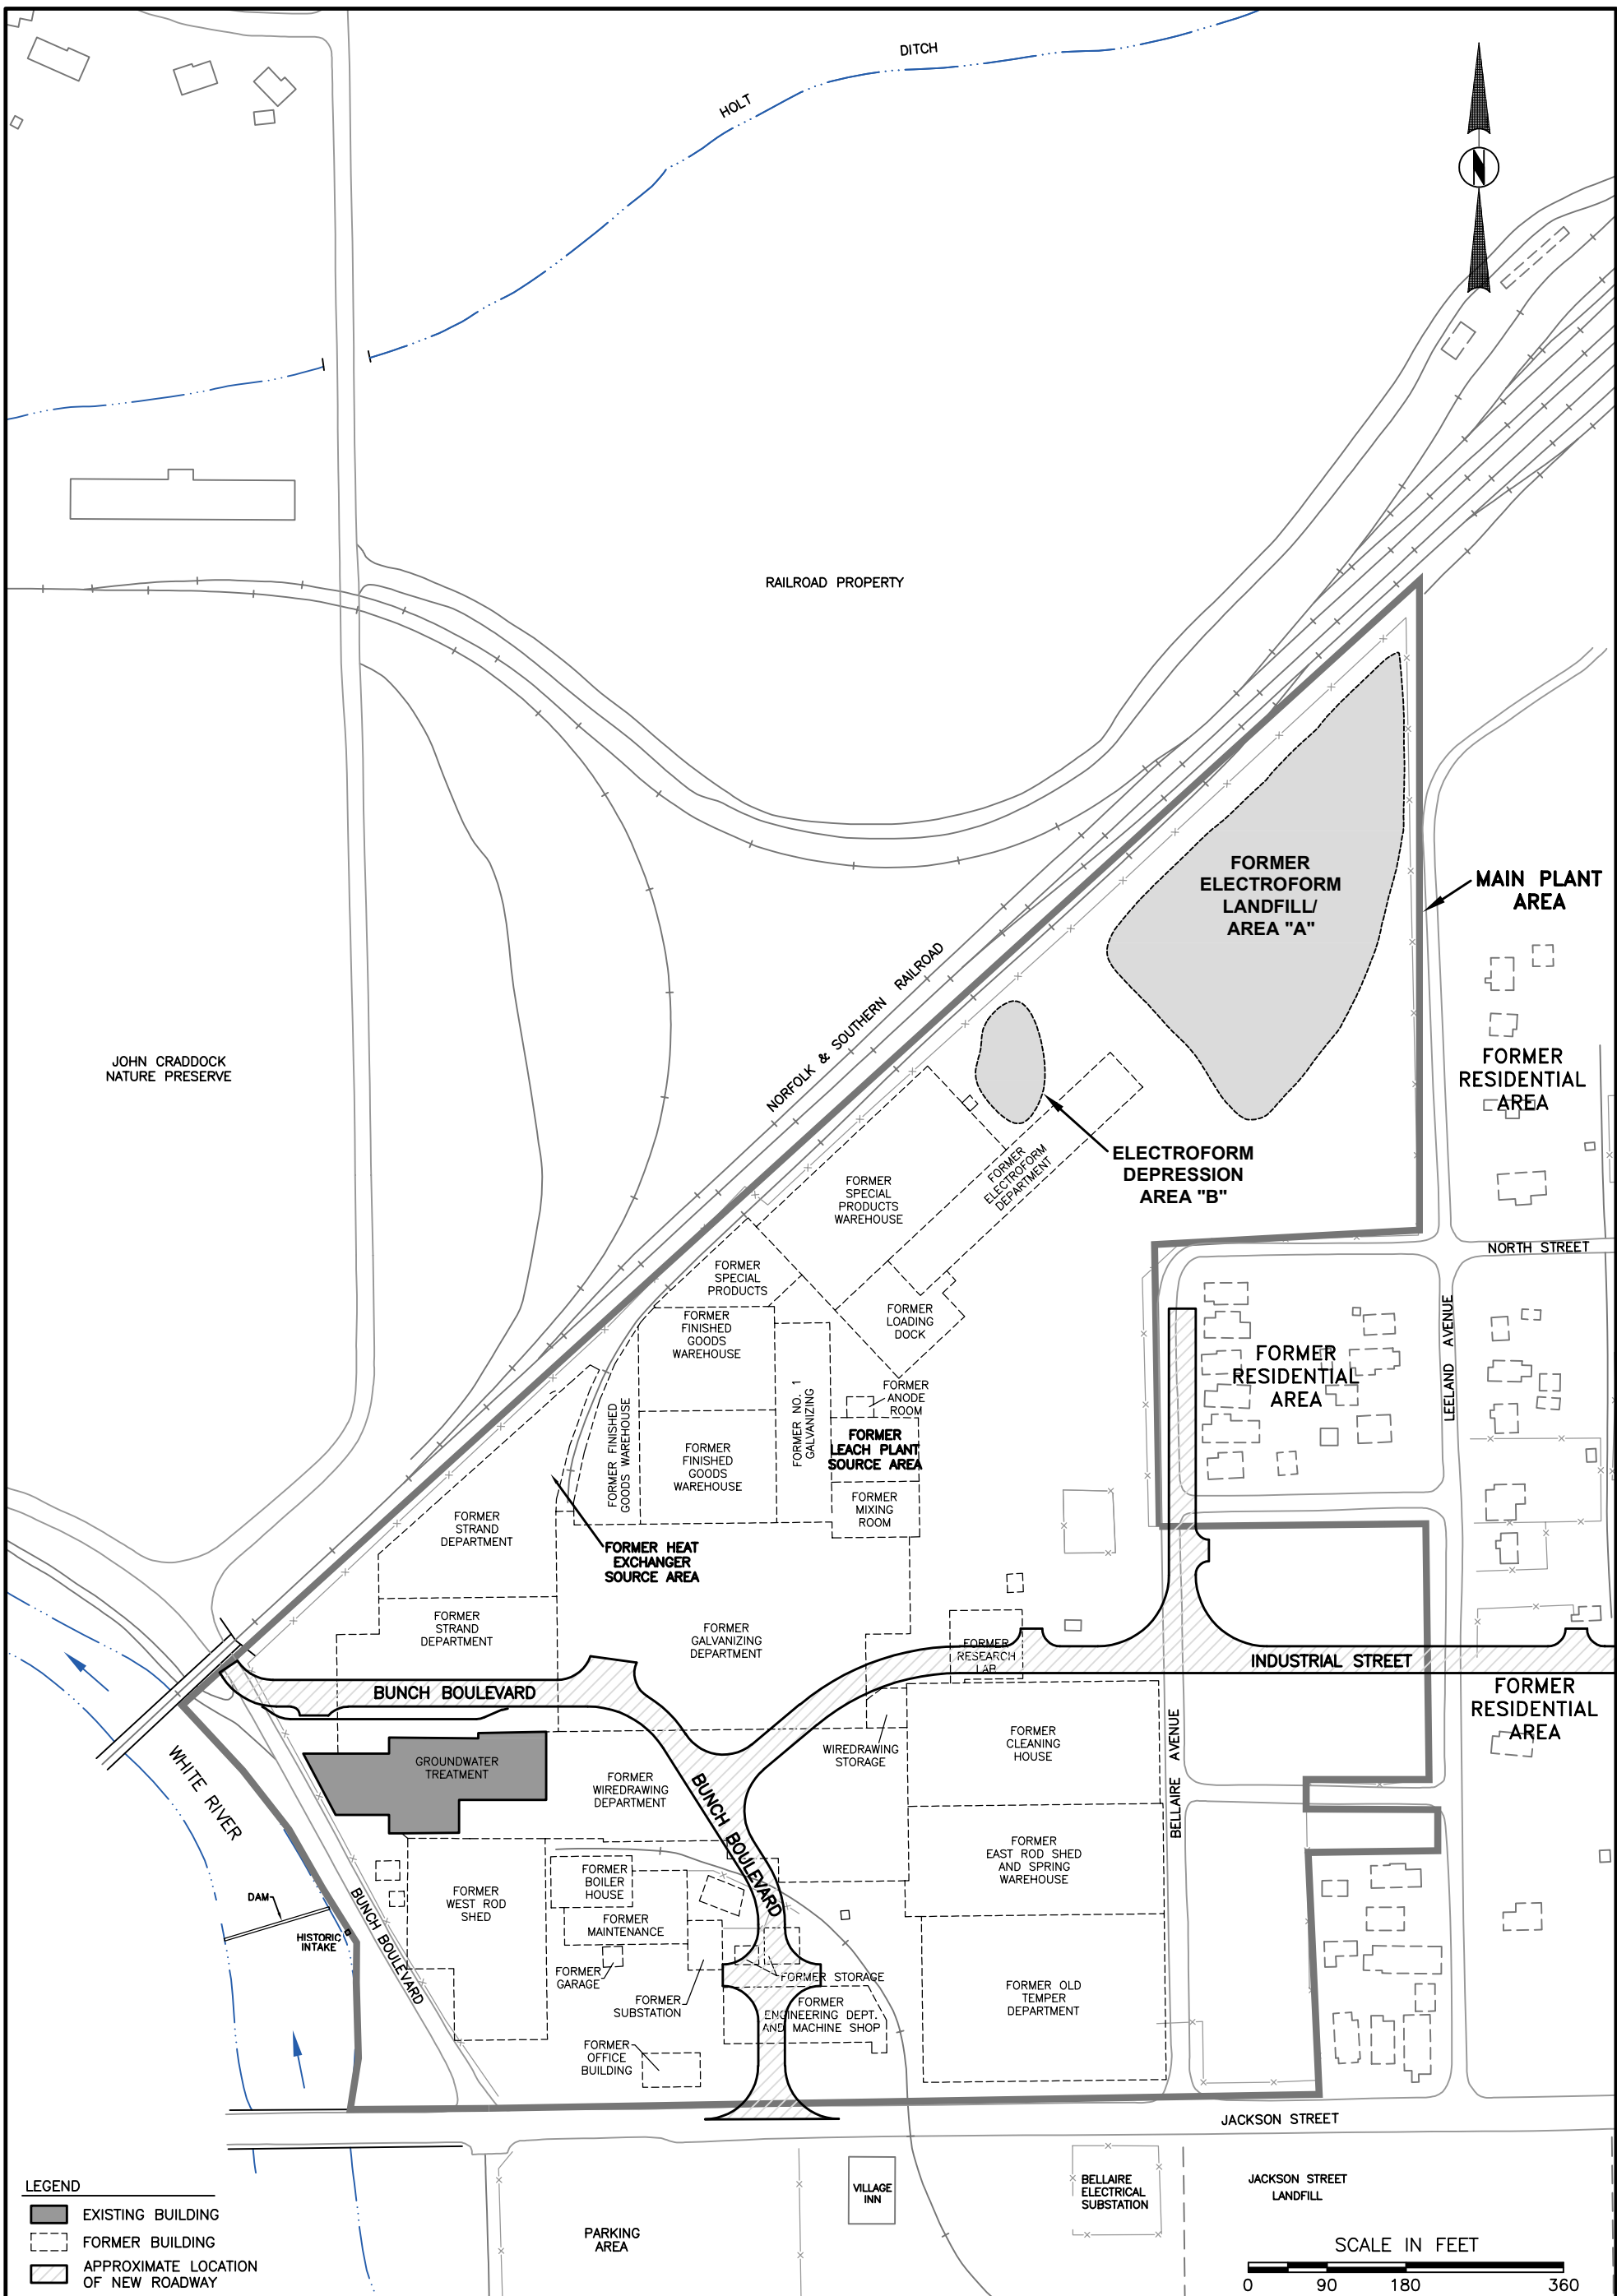 DITCH
HOLT
N
RAILROAD PROPERTY
FORMER
ELECTROFORM
LANDFILL/
AREA "A"
MAIN PLANT
AREA
NORFOLK & SOUTHERN RAILROAD
JOHN CRADDOCK
NATURE PRESERVE
FORMER
RESIDENTIAL
AREA
ELECTROFORM
DEPRESSION
AREA "B"
FORMER
ELECTROFORM
DEPARTMENT
FORMER
SPECIAL
PRODUCTS
WAREHOUSE
NORTH STREET
FORMER
SPECIAL
PRODUCTS
FORMER
LOADING
DOCK
FORMER
FINISHED
GOODS
WAREHOUSE
LEELAND AVENUE
FORMER
RESIDENTIAL
AREA
FORMER
ANODE
ROOM
FORMER NO. 1
GALVANIZING
FORMER FINISHED
GOODS WAREHOUSE
FORMER
LEACH PLANT
SOURCE AREA
FORMER
FINISHED
GOODS
WAREHOUSE
FORMER
MIXING
ROOM
FORMER
STRAND
DEPARTMENT
FORMER HEAT
EXCHANGER
SOURCE AREA
FORMER
STRAND
DEPARTMENT
FORMER
GALVANIZING
DEPARTMENT
FORMER
RESEARCH
LAB
INDUSTRIAL STREET
BUNCH BOULEVARD
FORMER
RESIDENTIAL
AREA
FORMER
CLEANING
HOUSE
WIREDRAWING
STORAGE
BELLAIRE AVENUE
GROUNDWATER
TREATMENT
WHITE RIVER
FORMER
WIREDRAWING
DEPARTMENT
BUNCH BOULEVARD
FORMER
EAST ROD SHED
AND SPRING
WAREHOUSE
FORMER
BOILER
HOUSE
FORMER
WEST ROD
SHED
DAM
BUNCH BOULEVARD
FORMER
MAINTENANCE
HISTORIC
INTAKE
FORMER
GARAGE
FORMER STORAGE
FORMER
SUBSTATION
FORMER
ENGINEERING DEPT.
AND MACHINE SHOP
FORMER OLD
TEMPER
DEPARTMENT
FORMER
OFFICE
BUILDING
JACKSON STREET
VILLAGE
INN
BELLAIRE
ELECTRICAL
SUBSTATION
JACKSON STREET
LANDFILL
PARKING
AREA
LEGEND
EXISTING BUILDING
FORMER BUILDING
APPROXIMATE LOCATION
OF NEW ROADWAY
SCALE IN FEET
0 90 180 360